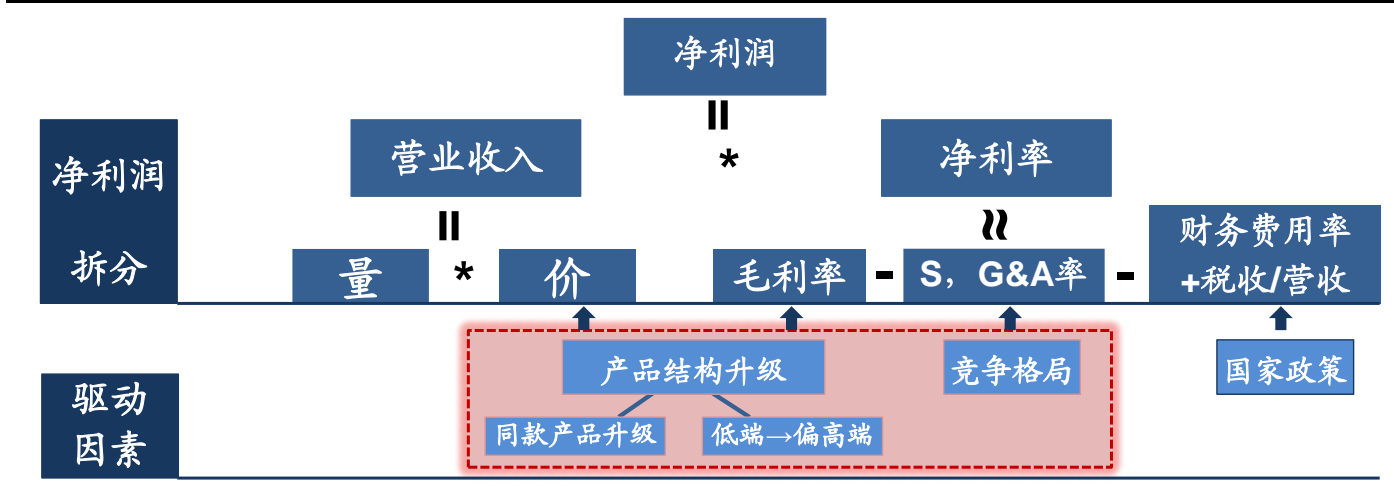 净利润
=
营业收入
*
净利率
净利润
拆分
=
≈
量
*
价
毛利率
-
S，G&A率
-
财务费用率
+税收/营收
驱动
因素
产品结构升级
竞争格局
国家政策
同款产品升级
低端→偏高端